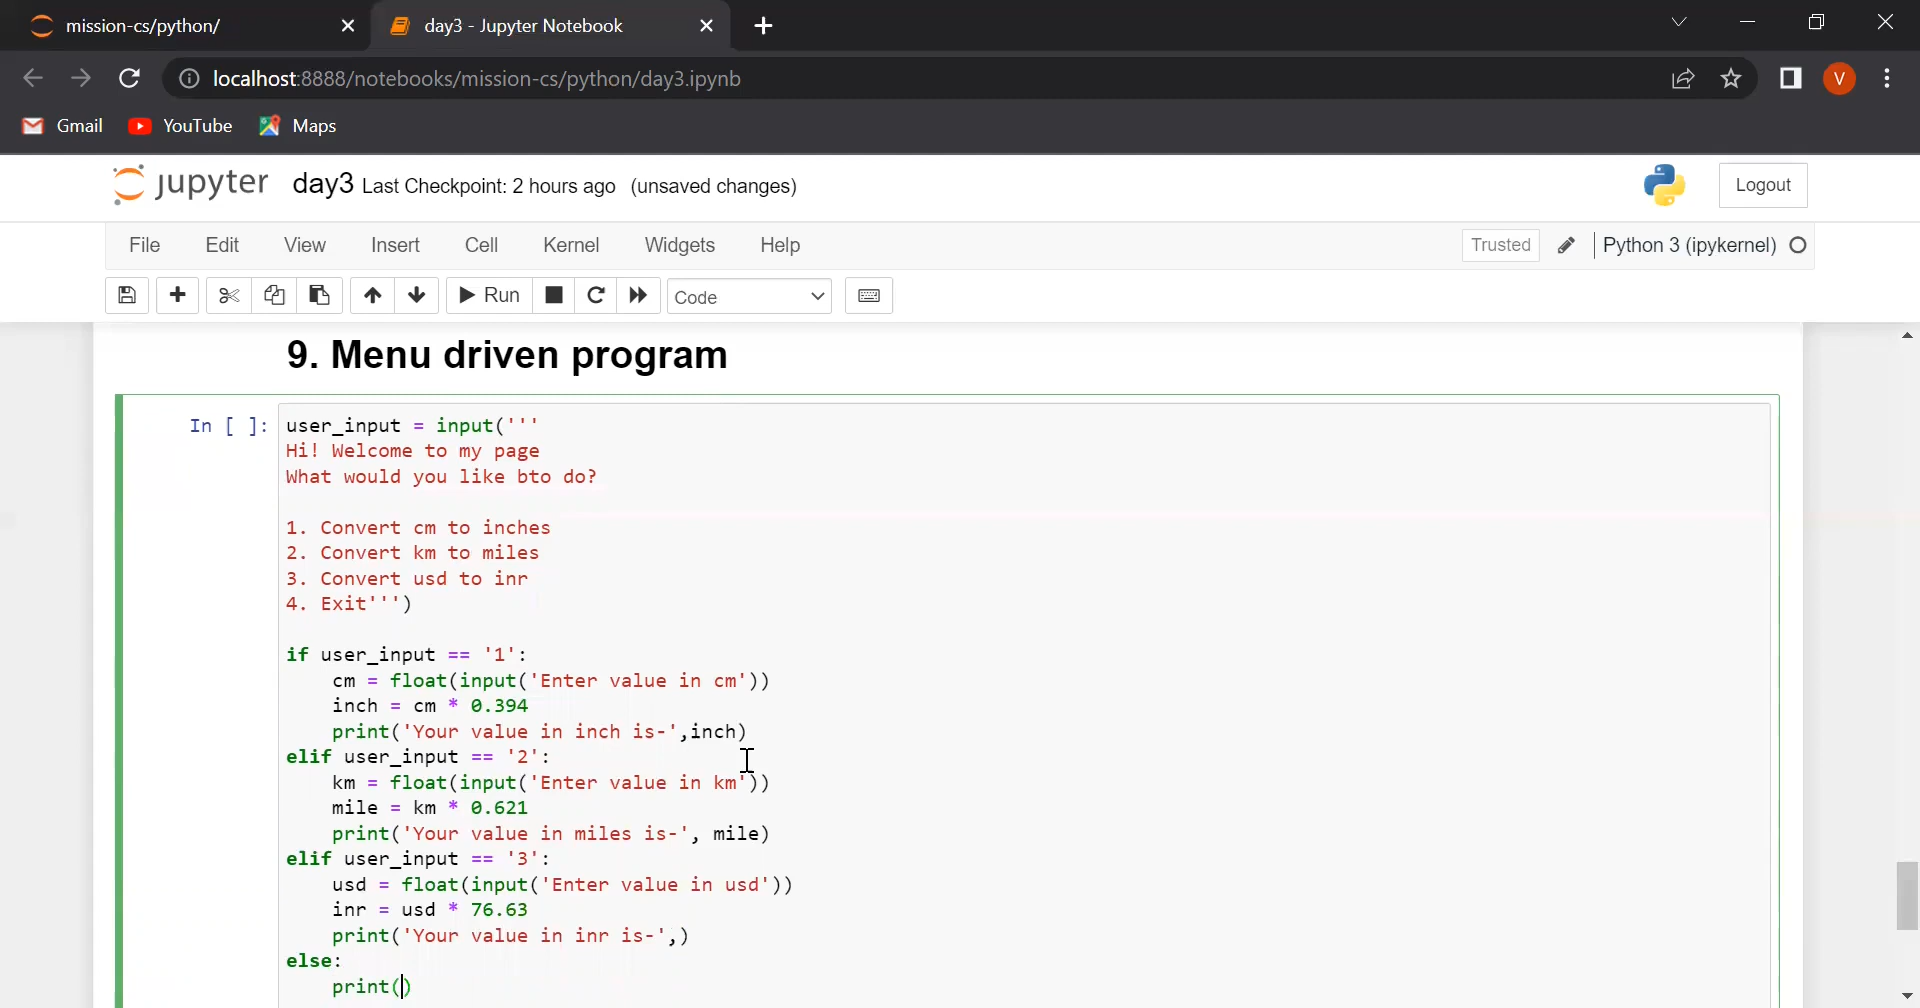 mission-cs/python/
day3 - Jupyter Notebook
localhost:8888/notebooks/mission-cs/python/day3.ipynb
V
Gmail YouTube Maps
jupyter day3 Last Checkpoint: 2 hours ago (unsaved changes)
Logout
File Edit View Insert Cell Kernel Widgets Help
Trusted Python 3 (ipykernel)
Run Code
9. Menu driven program
In [ ]: user_input = input('''
Hi! Welcome to my page
What would you like bto do?
1. Convert cm to inches
2. Convert km to miles
3. Convert usd to inr
4. Exit''')
if user_input == '1':
    cm = float(input('Enter value in cm'))
    inch = cm * 0.394
    print('Your value in inch is-',inch)
elif user_input == '2':
    km = float(input('Enter value in km'))
    mile = km * 0.621
    print('Your value in miles is-', mile)
elif user_input == '3':
    usd = float(input('Enter value in usd'))
    inr = usd * 76.63
    print('Your value in inr is-',)
else:
    print()